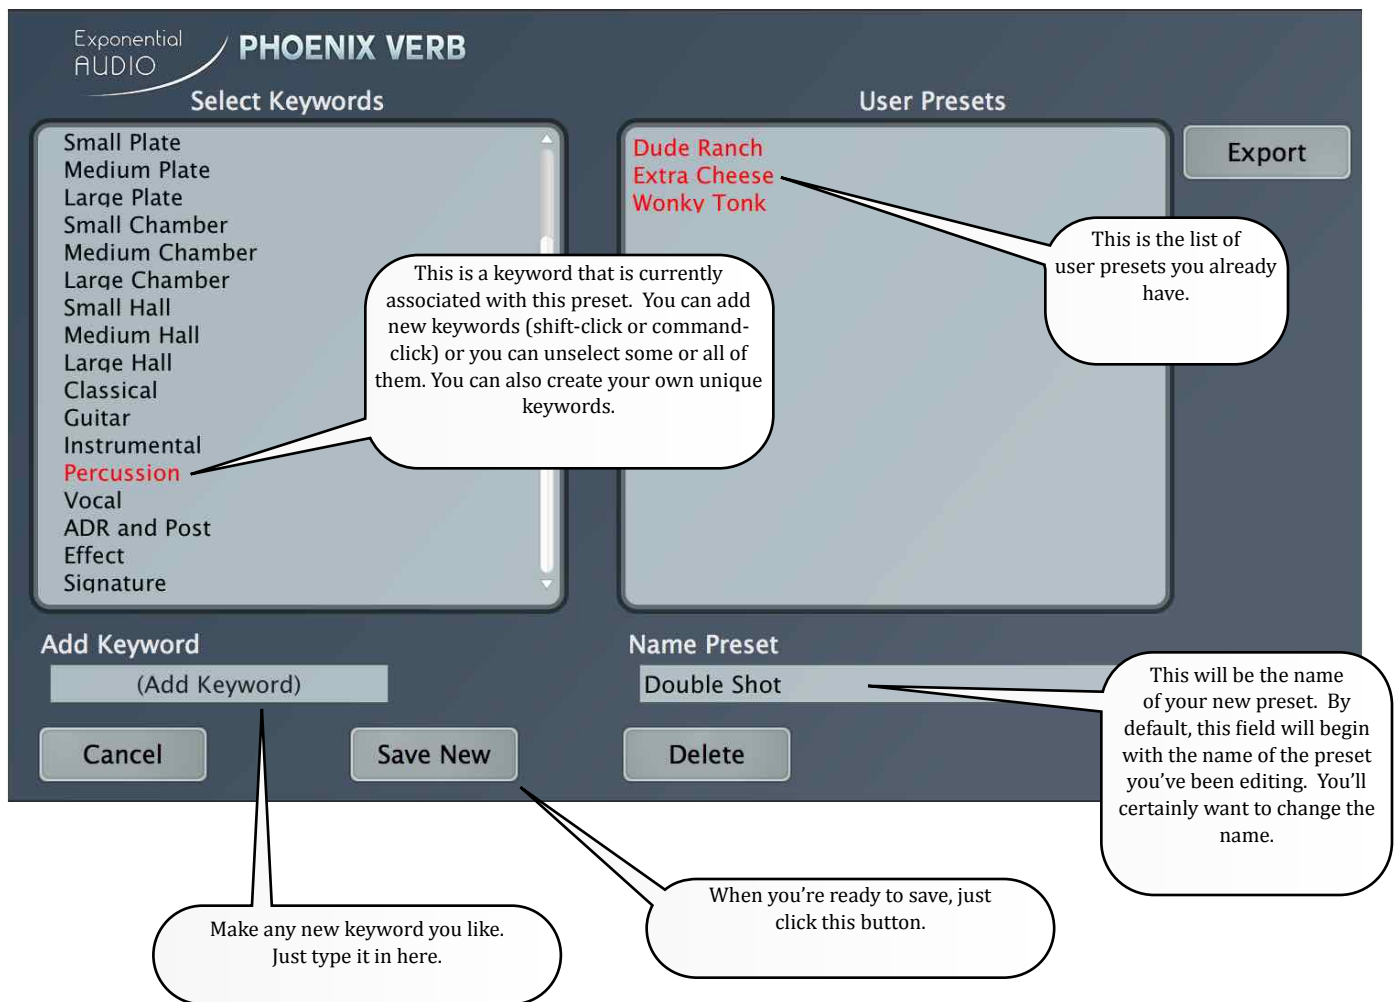 Exponential
AUDIO
PHOENIX VERB
Select Keywords
User Presets
Small Plate
Medium Plate
Large Plate
Small Chamber
Medium Chamber
Large Chamber
Small Hall
Medium Hall
Large Hall
Classical
Guitar
Instrumental
Percussion
Vocal
ADR and Post
Effect
Signature
Dude Ranch
Extra Cheese
Wonky Tonk
Export
This is the list of
user presets you already
have.
This is a keyword that is currently
associated with this preset.  You can add
new keywords (shift-click or command-
click) or you can unselect some or all of
them. You can also create your own unique
keywords.
Add Keyword
(Add Keyword)
Name Preset
Double Shot
Cancel
Save New
Delete
This will be the name
of your new preset.  By
default, this field will begin
with the name of the preset
you’ve been editing.  You’ll
certainly want to change the
name.
When you’re ready to save, just
click this button.
Make any new keyword you like.
Just type it in here.